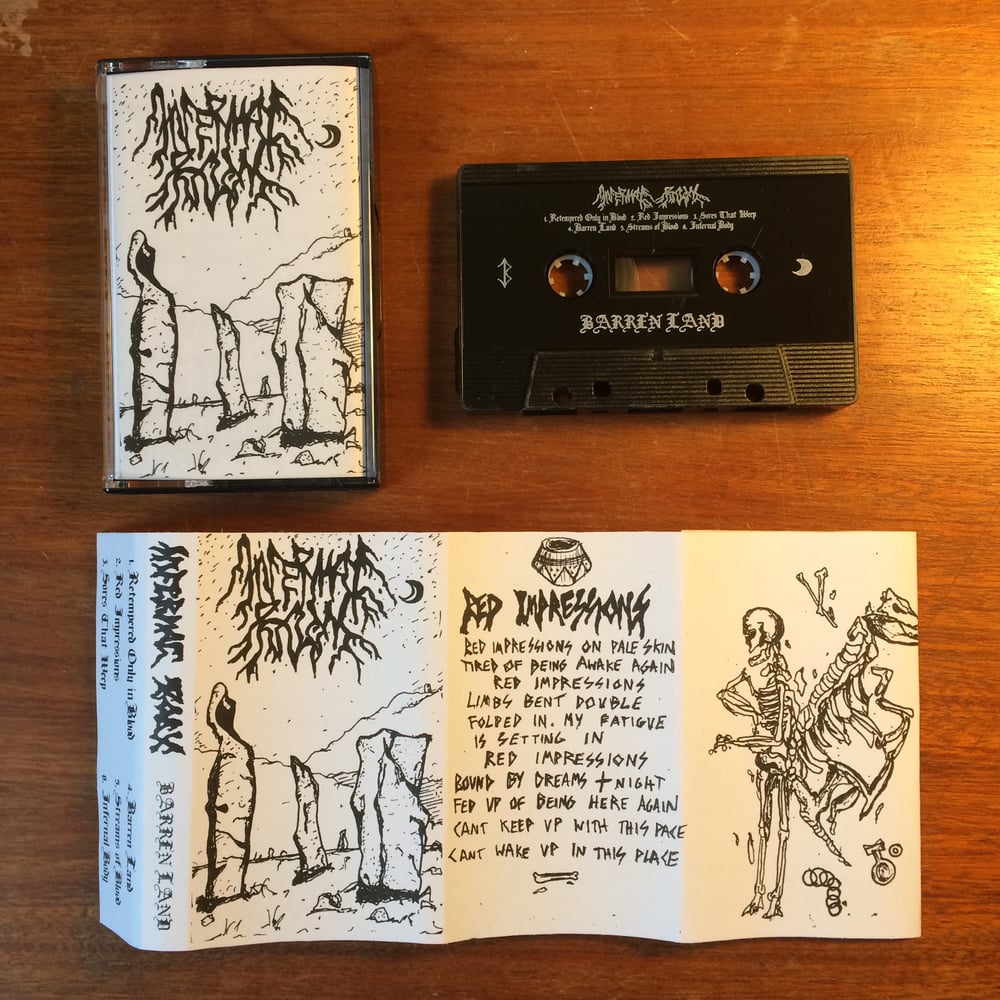 INFERNAL
BODY
INFERNAL BODY
1. Retempered Only in Blood 2. Red Impressions 3. Sores That Weep
4. Barren Land 5. Streams of Blood 6. Infernal Body
BARREN LAND
1. Retempered Only in Blood
2. Red Impressions
3. Sores That Weep
4. Barren Land
5. Streams of Blood
6. Infernal Body
INFERNAL BODY
BARREN LAND
INFERNAL
BODY
RED IMPRESSIONS
RED IMPRESSIONS ON PALE SKIN
TIRED OF BEING AWAKE AGAIN
RED IMPRESSIONS
LIMBS BENT DOUBLE
FOLDED IN. MY FATIGUE
IS SETTING IN
RED IMPRESSIONS
BOUND BY DREAMS + NIGHT
FED UP OF BEING HERE AGAIN
CANT KEEP UP WITH THIS PACE
CANT WAKE UP IN THIS PLACE